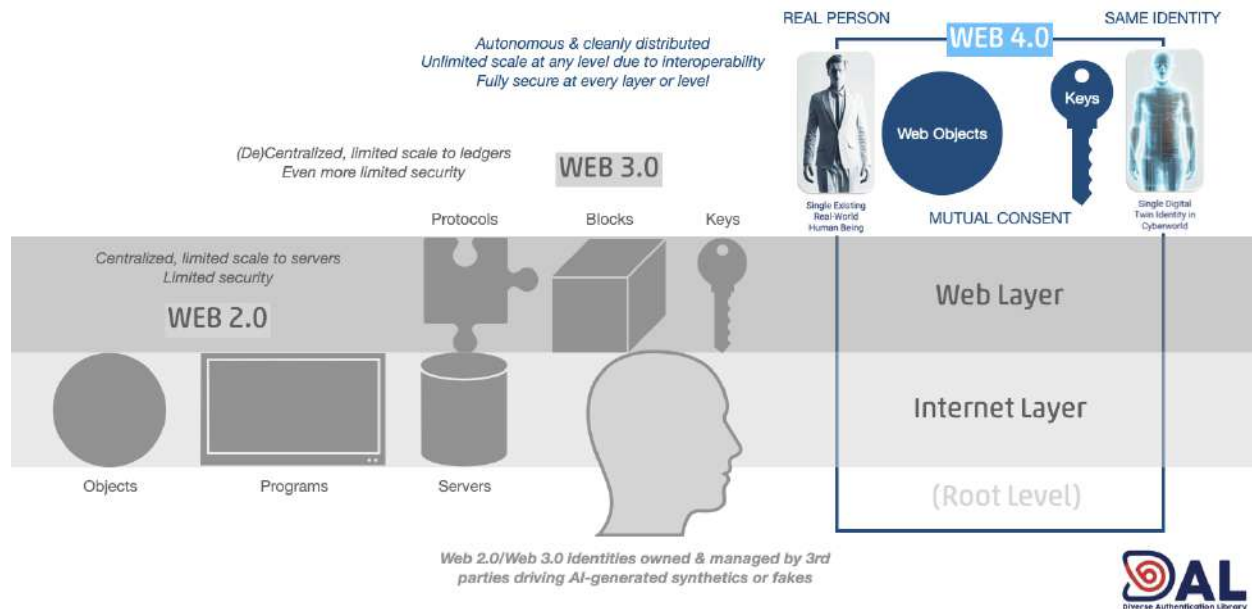 REAL PERSON
SAME IDENTITY
WEB 4.0
Autonomous & cleanly distributed
Unlimited scale at any level due to interoperability
Fully secure at every layer or level
Web Objects
Keys
(De)Centralized, limited scale to ledgers
Even more limited security
WEB 3.0
Single Existing
Real-World
Human Being
MUTUAL CONSENT
Single Digital
Twin Identity in
Cyberworld
Protocols
Blocks
Keys
Centralized, limited scale to servers
Limited security
WEB 2.0
Web Layer
Internet Layer
Objects
Programs
Servers
(Root Level)
Web 2.0/Web 3.0 identities owned & managed by 3rd
parties driving AI-generated synthetics or fakes
DAL
Diverse Authentication Library